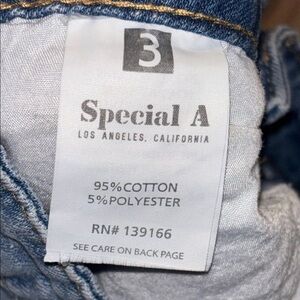 3
Special A
LOS ANGELES, CALIFORNIA
95%COTTON
5%POLYESTER
RN# 139166
SEE CARE ON BACK PAGE